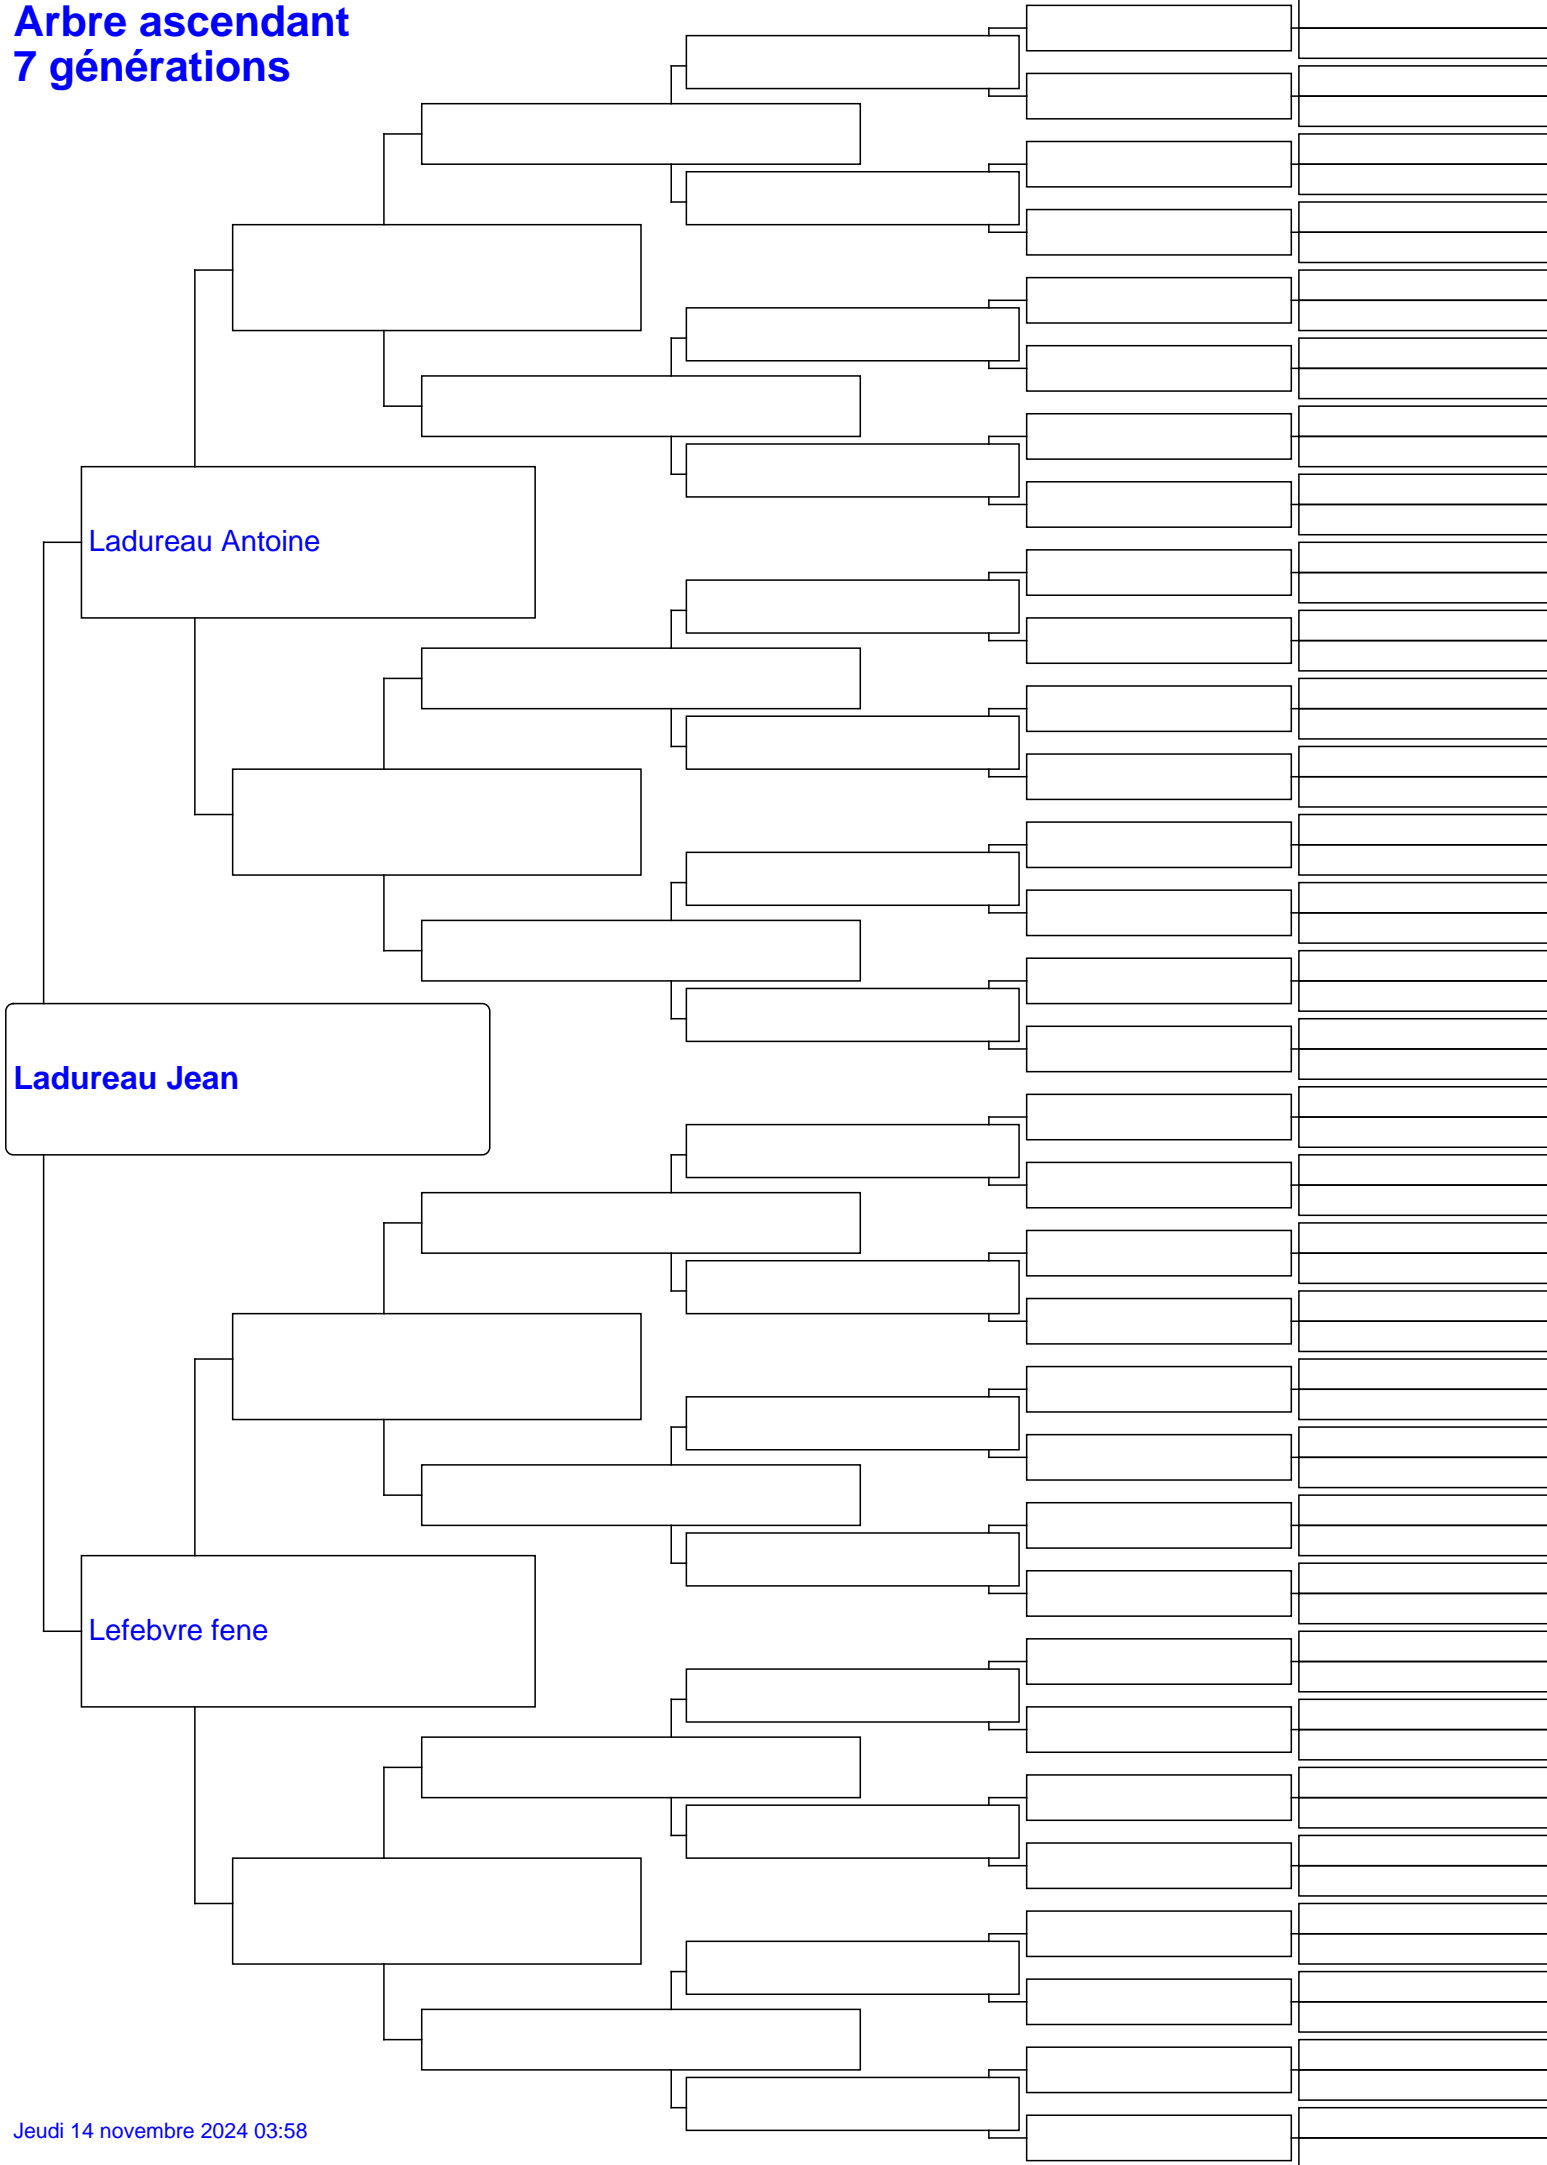 Arbre ascendant
7 générations
Ladureau Antoine
Ladureau Jean
Lefebvre fene
Jeudi 14 novembre 2024 03:58